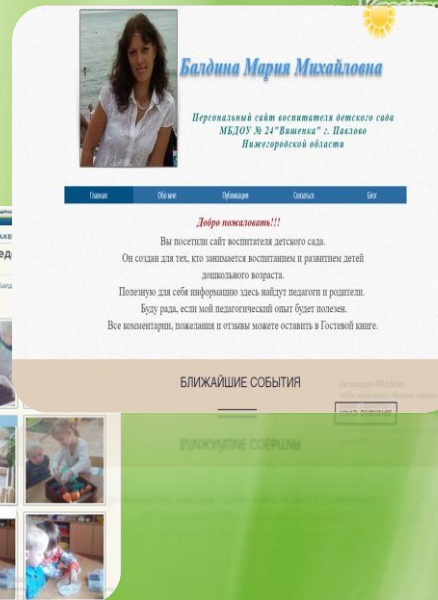 Балдина Мария Михайловна
Персональный сайт воспитателя детского сада
МБДОУ № 24"Вишенка" г. Павлово
Нижегородской области
Главная Обо мне Публикации Связаться Блог
Добро пожаловать!!!
Вы посетили сайт воспитателя детского сада.
Он создан для тех, кто занимается воспитанием и развитием детей
дошкольного возраста.
Полезную для себя информацию здесь найдут педагоги и родители.
Буду рада, если мой педагогический опыт будет полезен.
Все комментарии, пожелания и отзывы можете оставить в Гостевой книге.
БЛИЖАЙШИЕ СОБЫТИЯ
Активация Windows